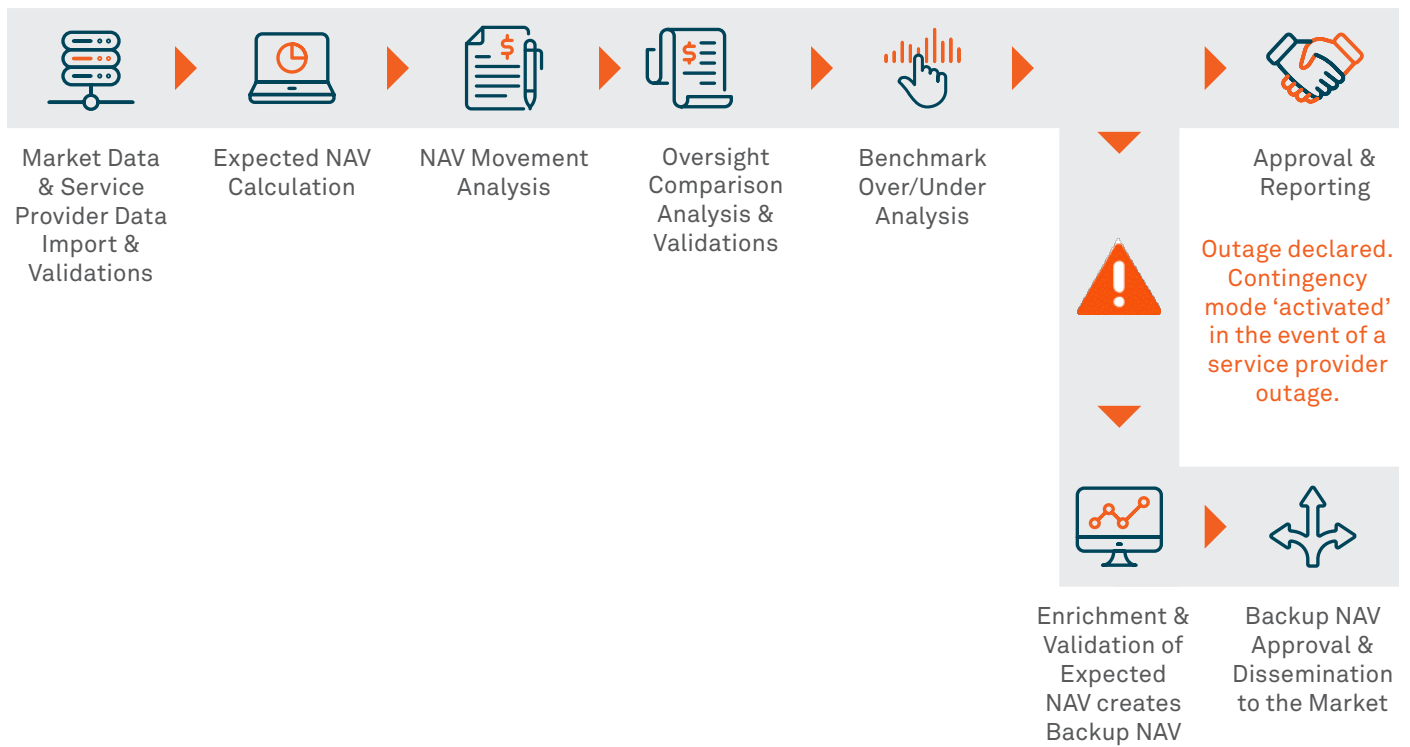 Market Data
& Service
Provider Data
Import &
Validations
Expected NAV
Calculation
NAV Movement
Analysis
Oversight
Comparison
Analysis &
Validations
Benchmark
Over/Under
Analysis
Approval &
Reporting
Outage declared.
Contingency
mode ‘activated’
in the event of a
service provider
outage.
Enrichment &
Validation of
Expected
NAV creates
Backup NAV
Backup NAV
Approval &
Dissemination
to the Market